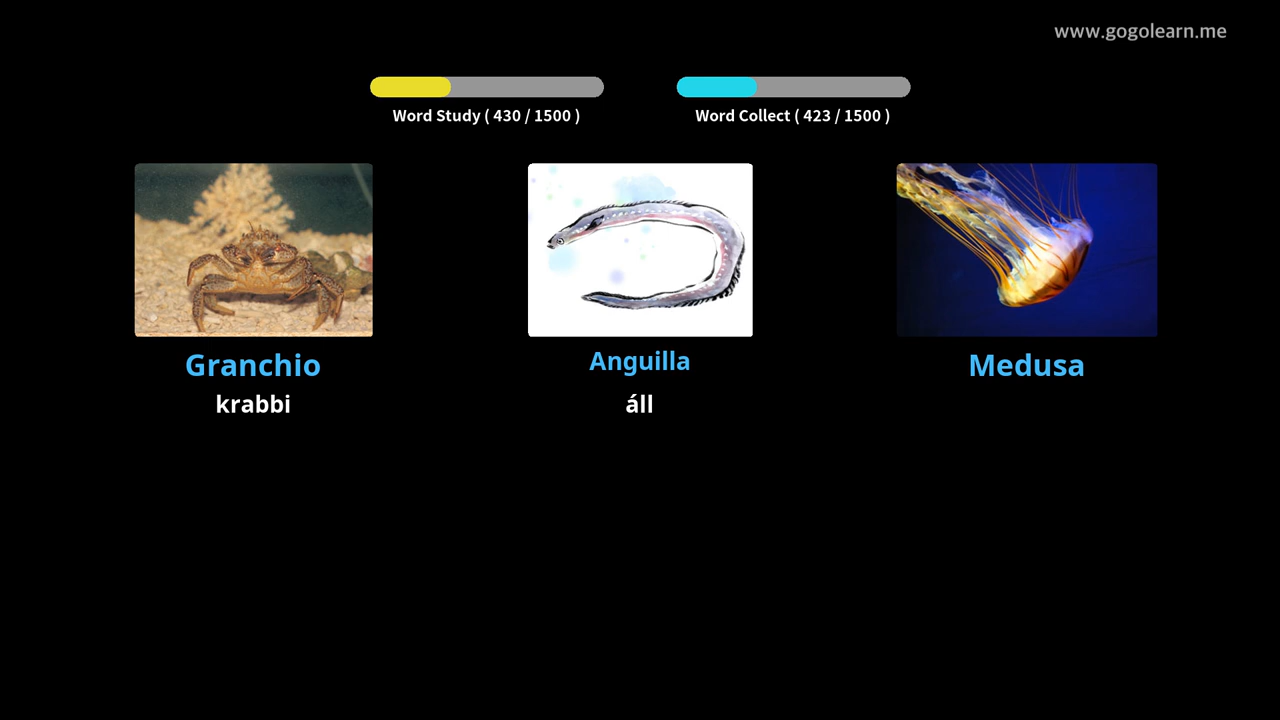 www.gogolearn.me
Word Study ( 430 / 1500 )
Word Collect ( 423 / 1500 )
Granchio
Anguilla
Medusa
krabbi
áll